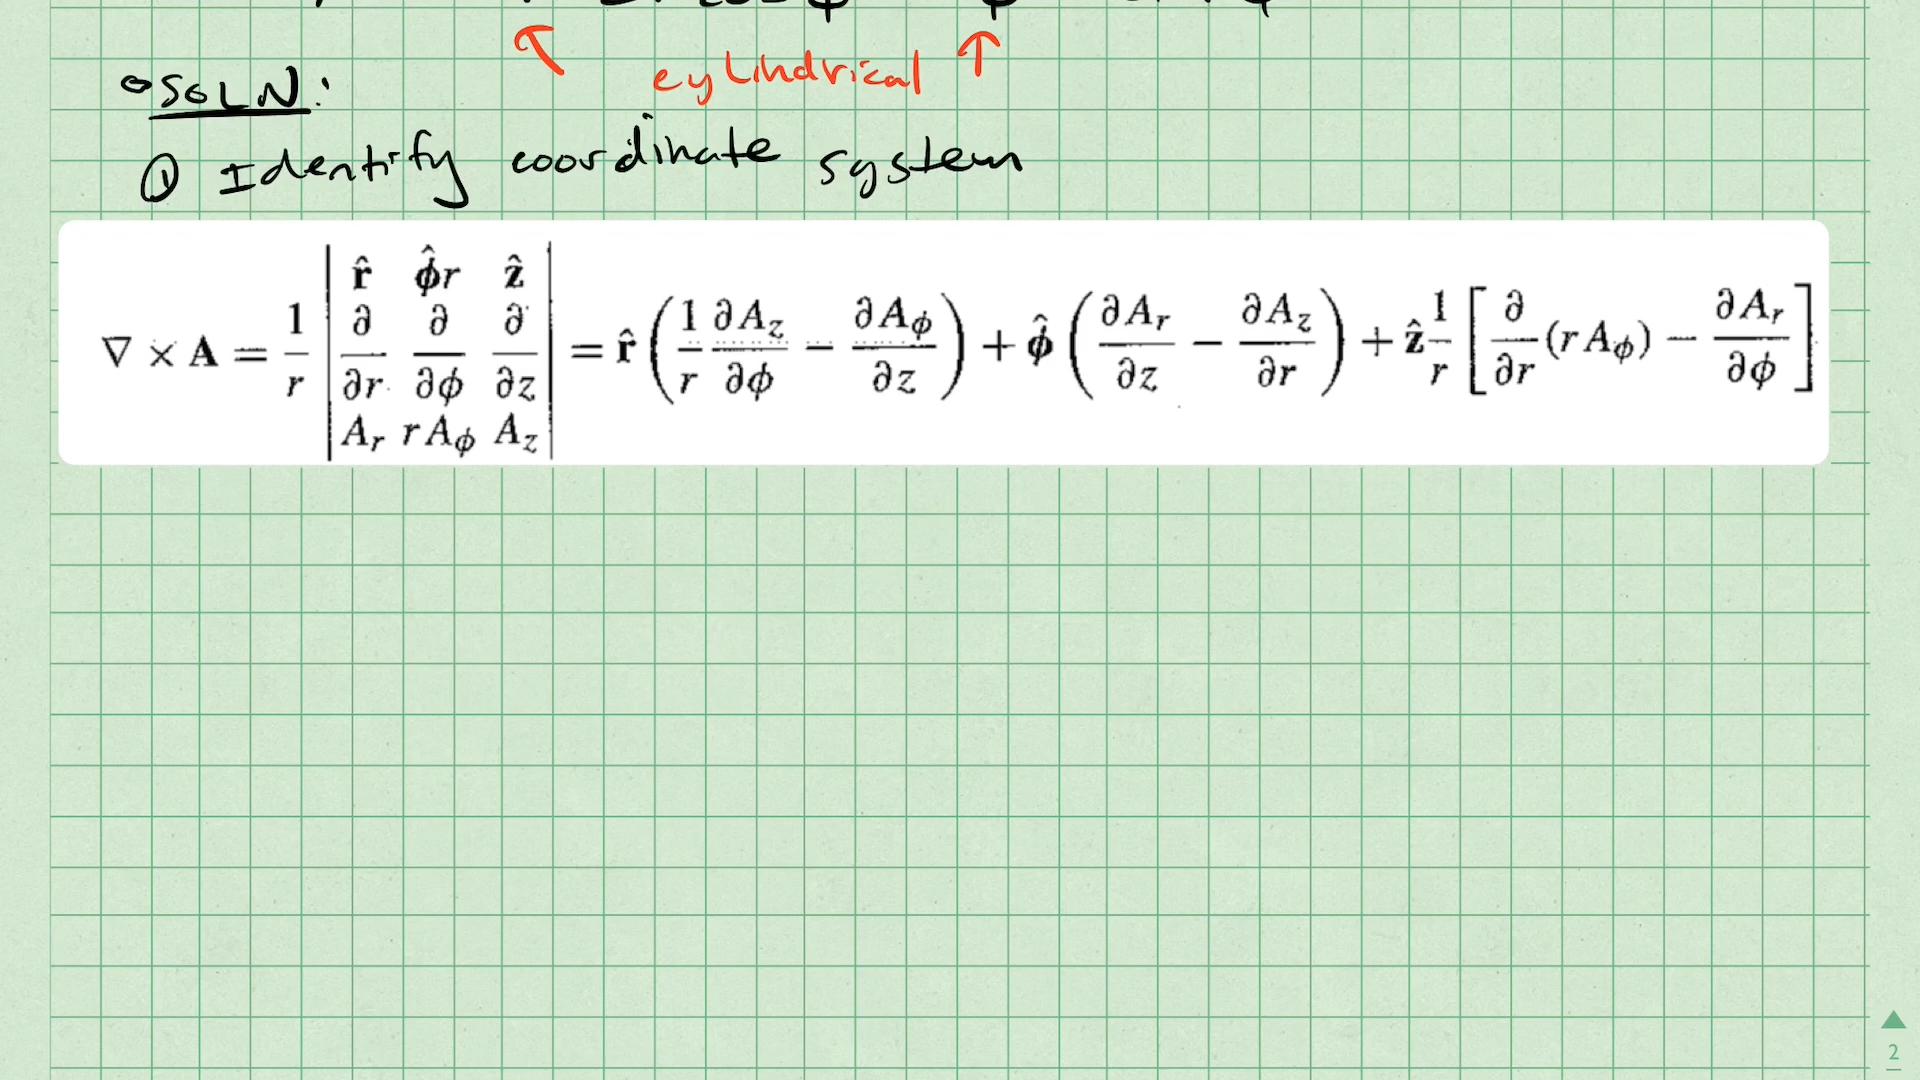 cylindrical
SOLN:
① Identify coordinate system
∇ × A = 1/r | r̂ ϕ̂r ẑ ; ∂/∂r ∂/∂ϕ ∂/∂z ; A_r rA_ϕ A_z | = r̂ (1/r ∂A_z/∂ϕ − ∂A_ϕ/∂z) + ϕ̂ (∂A_r/∂z − ∂A_z/∂r) + ẑ 1/r [∂/∂r (rA_ϕ) − ∂A_r/∂ϕ]
2